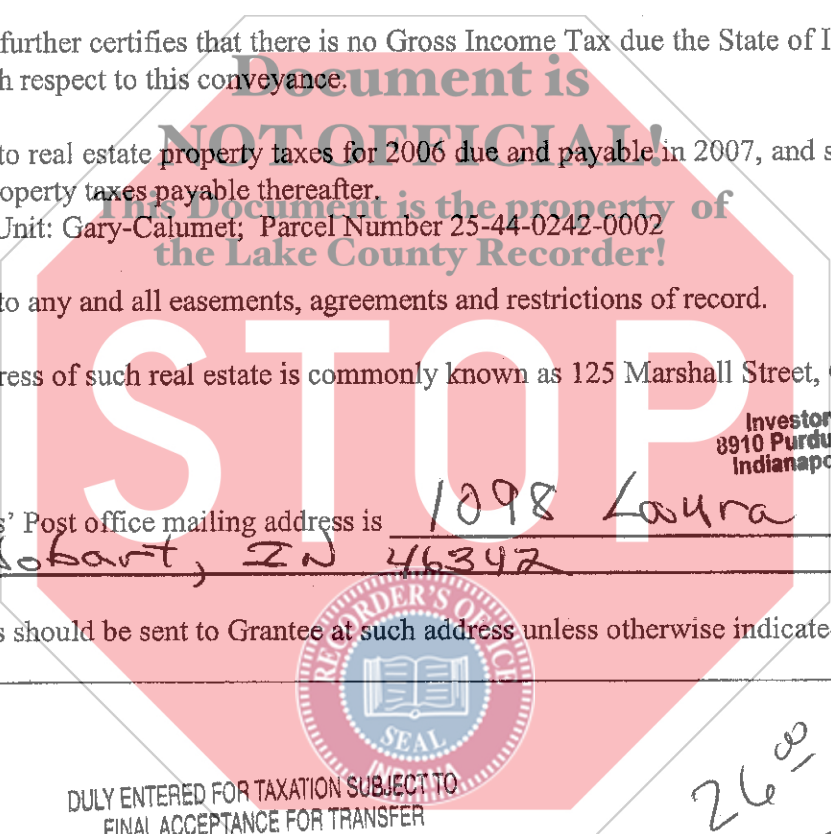 further certifies that there is no Gross Income Tax due the State of I
h respect to this conveyance.
Document is
NOT OFFICIAL!
to real estate property taxes for 2006 due and payable in 2007, and s
operty taxes payable thereafter.
This Document is the property of
Unit: Gary-Calumet; Parcel Number 25-44-0242-0002
the Lake County Recorder!
to any and all easements, agreements and restrictions of record.
STOP
ress of such real estate is commonly known as 125 Marshall Street,
Investor
8910 Purdu
Indianapo
s' Post office mailing address is 1098 Laura
Hobart, IN 46342
s should be sent to Grantee at such address unless otherwise indicate
RECORDER'S OFFICE
SEAL
INDIANA
26 00
DULY ENTERED FOR TAXATION SUBJECT TO
FINAL ACCEPTANCE FOR TRANSFER